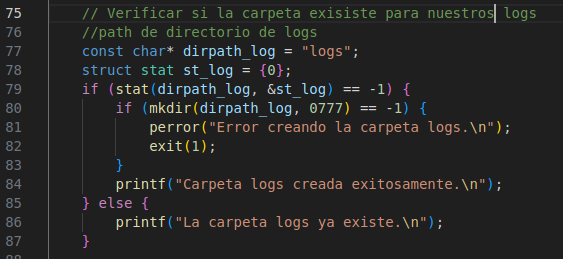 75 // Verificar si la carpeta exisiste para nuestros logs
76 //path de directorio de logs
77 const char* dirpath_log = "logs";
78 struct stat st_log = {0};
79 if (stat(dirpath_log, &st_log) == -1) {
80 if (mkdir(dirpath_log, 0777) == -1) {
81 perror("Error creando la carpeta logs.\n");
82 exit(1);
83 }
84 printf("Carpeta logs creada exitosamente.\n");
85 } else {
86 printf("La carpeta logs ya existe.\n");
87 }